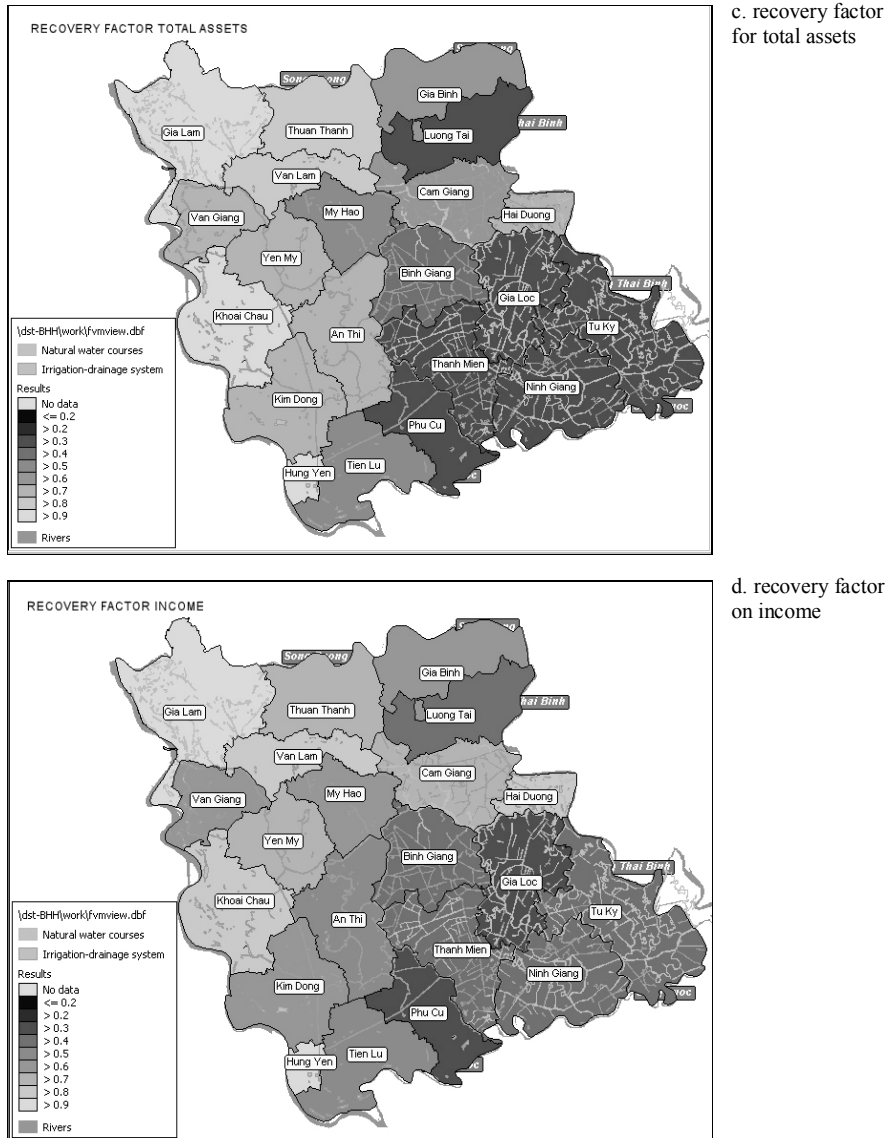 RECOVERY FACTOR TOTAL ASSETS
Gia Binh
Thai Binh
Luong Tai
Gia Lam
Thuan Thanh
Van Lam
Cam Giang
Van Giang
My Hao
Hai Duong
Yen My
Binh Giang
Thai Binh
Gia Loc
Khoai Chau
Tu Ky
An Thi
Thanh Mien
Ninh Giang
Kim Dong
Phu Cu
Tien Lu
Hung Yen
\dst-BHH\work\fvmview.dbf
Natural water courses
Irrigation-drainage system
Results
No data
<= 0.2
> 0.2
> 0.3
> 0.4
> 0.5
> 0.6
> 0.7
> 0.8
> 0.9
Rivers
c. recovery factor
for total assets
RECOVERY FACTOR INCOME
Gia Binh
Thai Binh
Luong Tai
Gia Lam
Thuan Thanh
Van Lam
Cam Giang
Van Giang
My Hao
Hai Duong
Yen My
Binh Giang
Thai Binh
Gia Loc
Khoai Chau
Tu Ky
An Thi
Thanh Mien
Ninh Giang
Kim Dong
Phu Cu
Tien Lu
Hung Yen
\dst-BHH\work\fvmview.dbf
Natural water courses
Irrigation-drainage system
Results
No data
<= 0.2
> 0.2
> 0.3
> 0.4
> 0.5
> 0.6
> 0.7
> 0.8
> 0.9
Rivers
d. recovery factor
on income